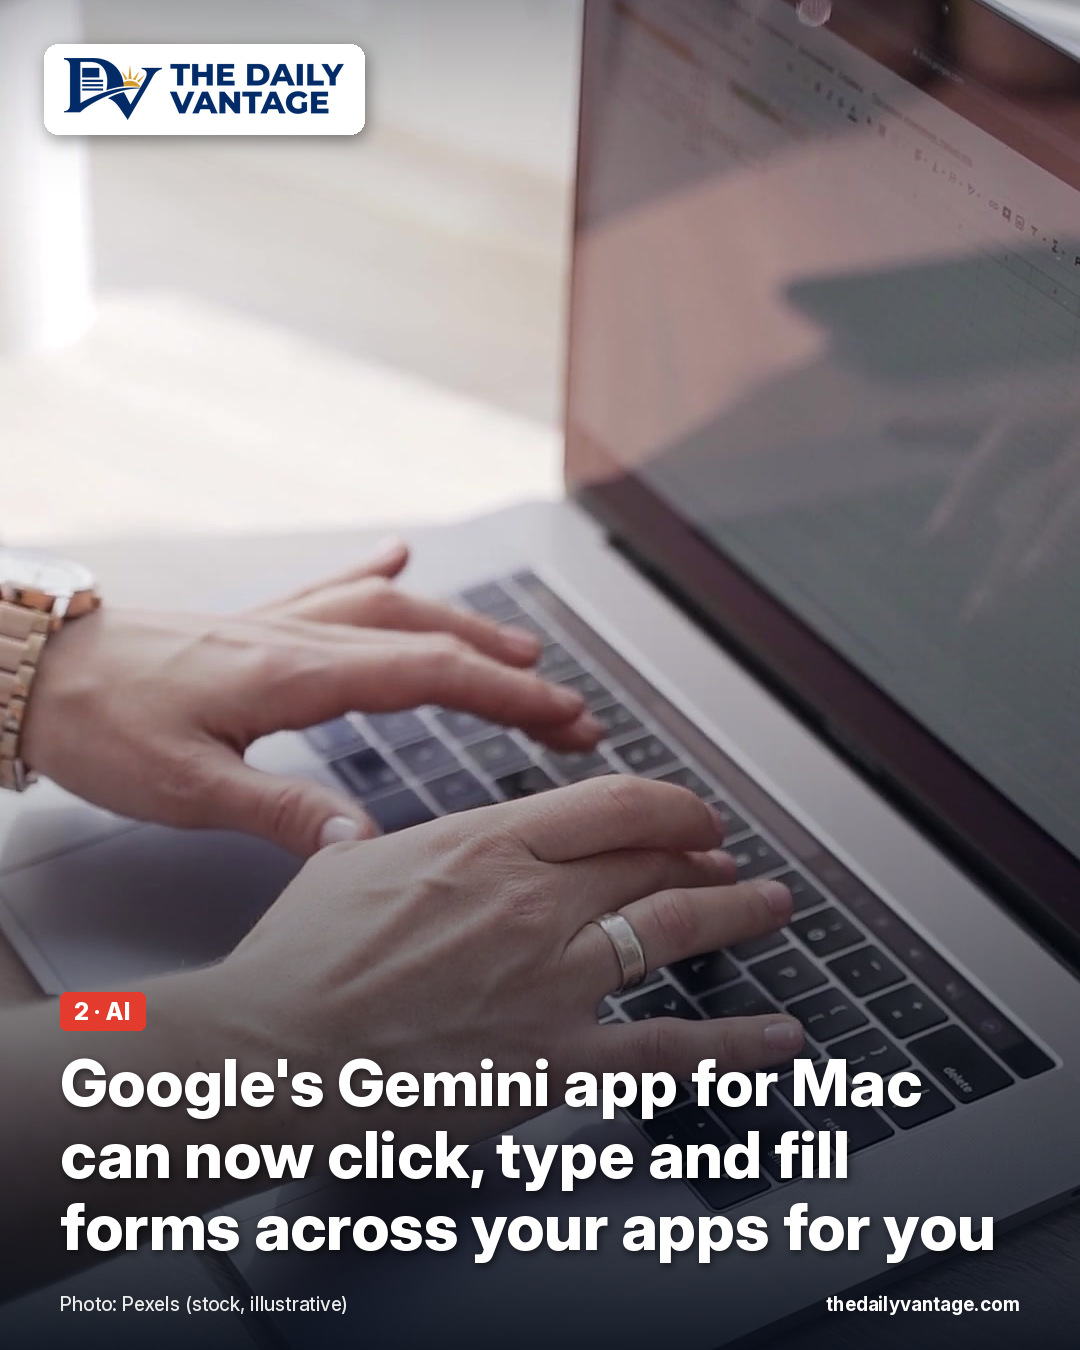 THE DAILY
VANTAGE
2 · AI
Google's Gemini app for Mac
can now click, type and fill
forms across your apps for you
Photo: Pexels (stock, illustrative)
thedailyvantage.com
delete